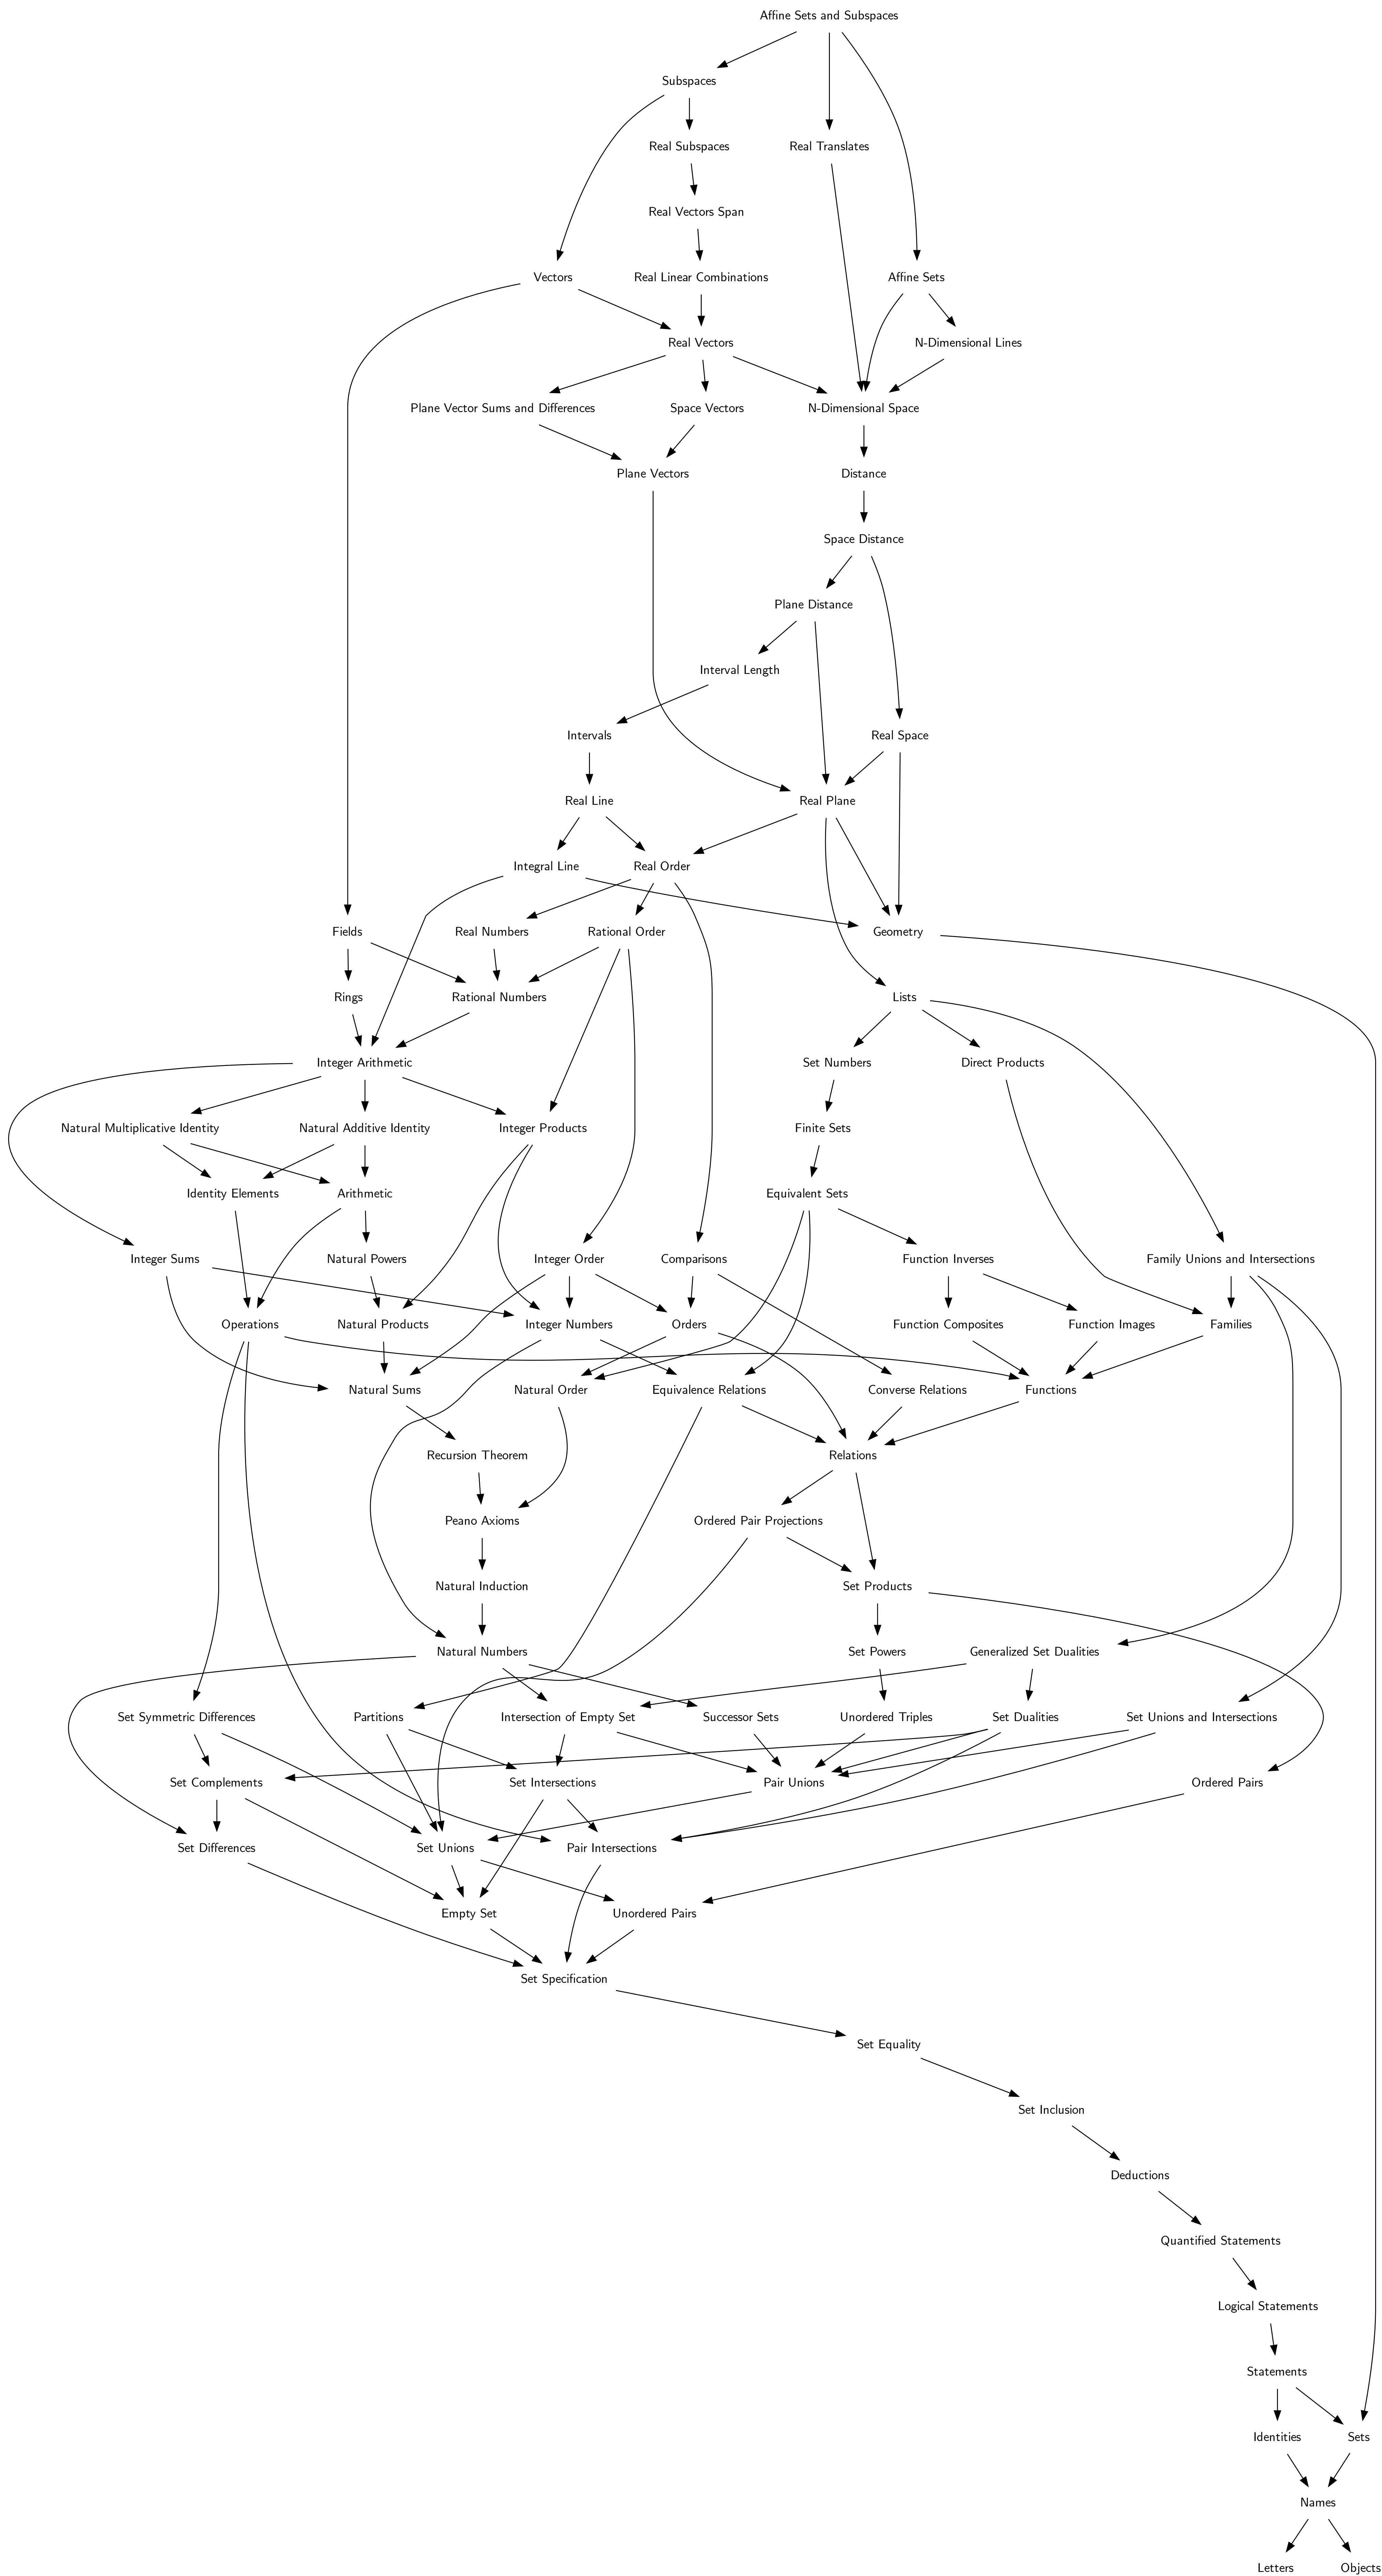 Affine Sets and Subspaces
Subspaces
Real Subspaces
Real Translates
Real Vectors Span
Vectors
Real Linear Combinations
Affine Sets
Real Vectors
N-Dimensional Lines
Plane Vector Sums and Differences
Space Vectors
N-Dimensional Space
Plane Vectors
Distance
Space Distance
Plane Distance
Interval Length
Intervals
Real Space
Real Line
Real Plane
Integral Line
Real Order
Fields
Real Numbers
Rational Order
Geometry
Rings
Rational Numbers
Lists
Integer Arithmetic
Set Numbers
Direct Products
Natural Multiplicative Identity
Natural Additive Identity
Integer Products
Finite Sets
Identity Elements
Arithmetic
Equivalent Sets
Integer Sums
Natural Powers
Integer Order
Comparisons
Function Inverses
Family Unions and Intersections
Operations
Natural Products
Integer Numbers
Orders
Function Composites
Function Images
Families
Natural Sums
Natural Order
Equivalence Relations
Converse Relations
Functions
Recursion Theorem
Relations
Peano Axioms
Ordered Pair Projections
Natural Induction
Set Products
Natural Numbers
Set Powers
Generalized Set Dualities
Set Symmetric Differences
Partitions
Intersection of Empty Set
Successor Sets
Unordered Triples
Set Dualities
Set Unions and Intersections
Set Complements
Set Intersections
Pair Unions
Ordered Pairs
Set Differences
Set Unions
Pair Intersections
Empty Set
Unordered Pairs
Set Specification
Set Equality
Set Inclusion
Deductions
Quantified Statements
Logical Statements
Statements
Identities
Sets
Names
Letters
Objects